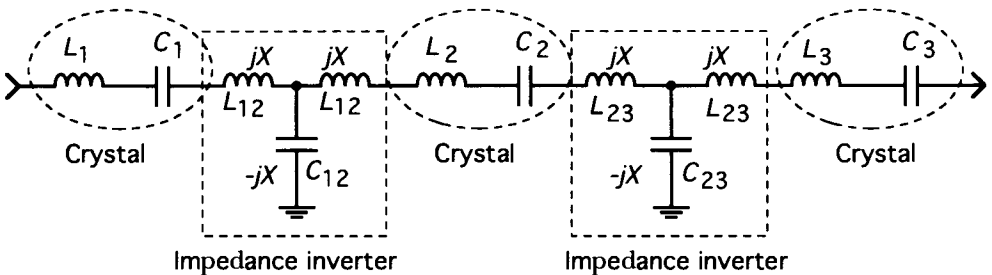 L1 C1 jX jX L2 C2 jX jX L3 C3
L12 L12 L23 L23
Crystal Crystal Crystal
-jX C12 -jX C23
Impedance inverter Impedance inverter